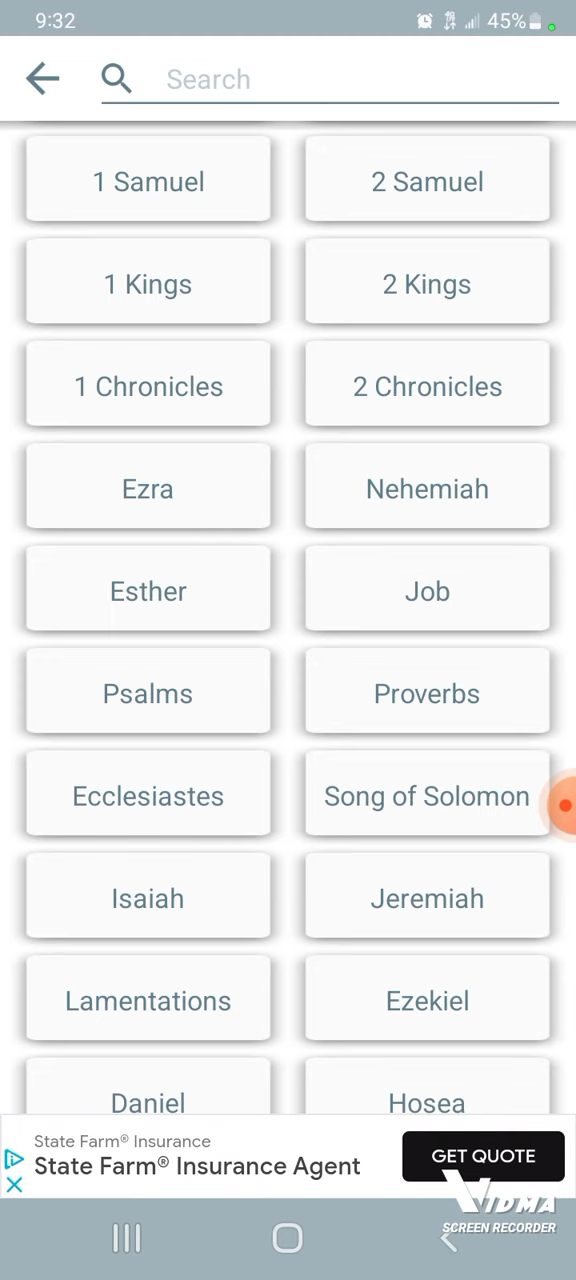 9:32
4G
45%
Search
1 Samuel
2 Samuel
1 Kings
2 Kings
1 Chronicles
2 Chronicles
Ezra
Nehemiah
Esther
Job
Psalms
Proverbs
Ecclesiastes
Song of Solomon
Isaiah
Jeremiah
Lamentations
Ezekiel
Daniel
Hosea
State Farm® Insurance
State Farm® Insurance Agent
GET QUOTE
VIDMA
SCREEN RECORDER